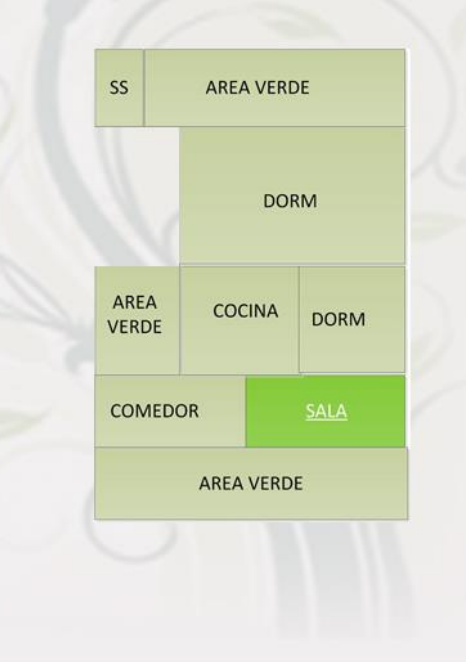 SS
AREA VERDE
DORM
AREA
VERDE
COCINA
DORM
COMEDOR
SALA
AREA VERDE